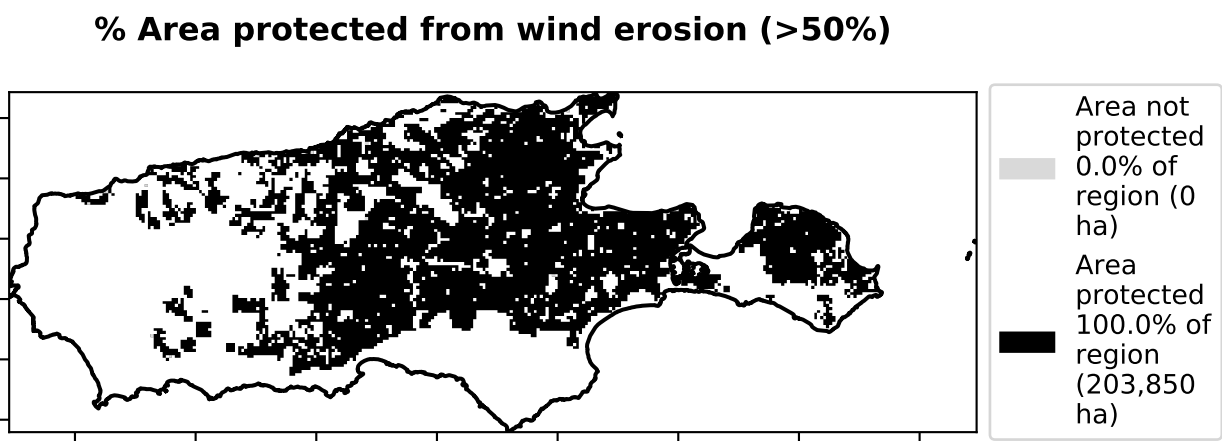 % Area protected from wind erosion (>50%)
Area not
protected
0.0% of
region (0
ha)
Area
protected
100.0% of
region
(203,850
ha)